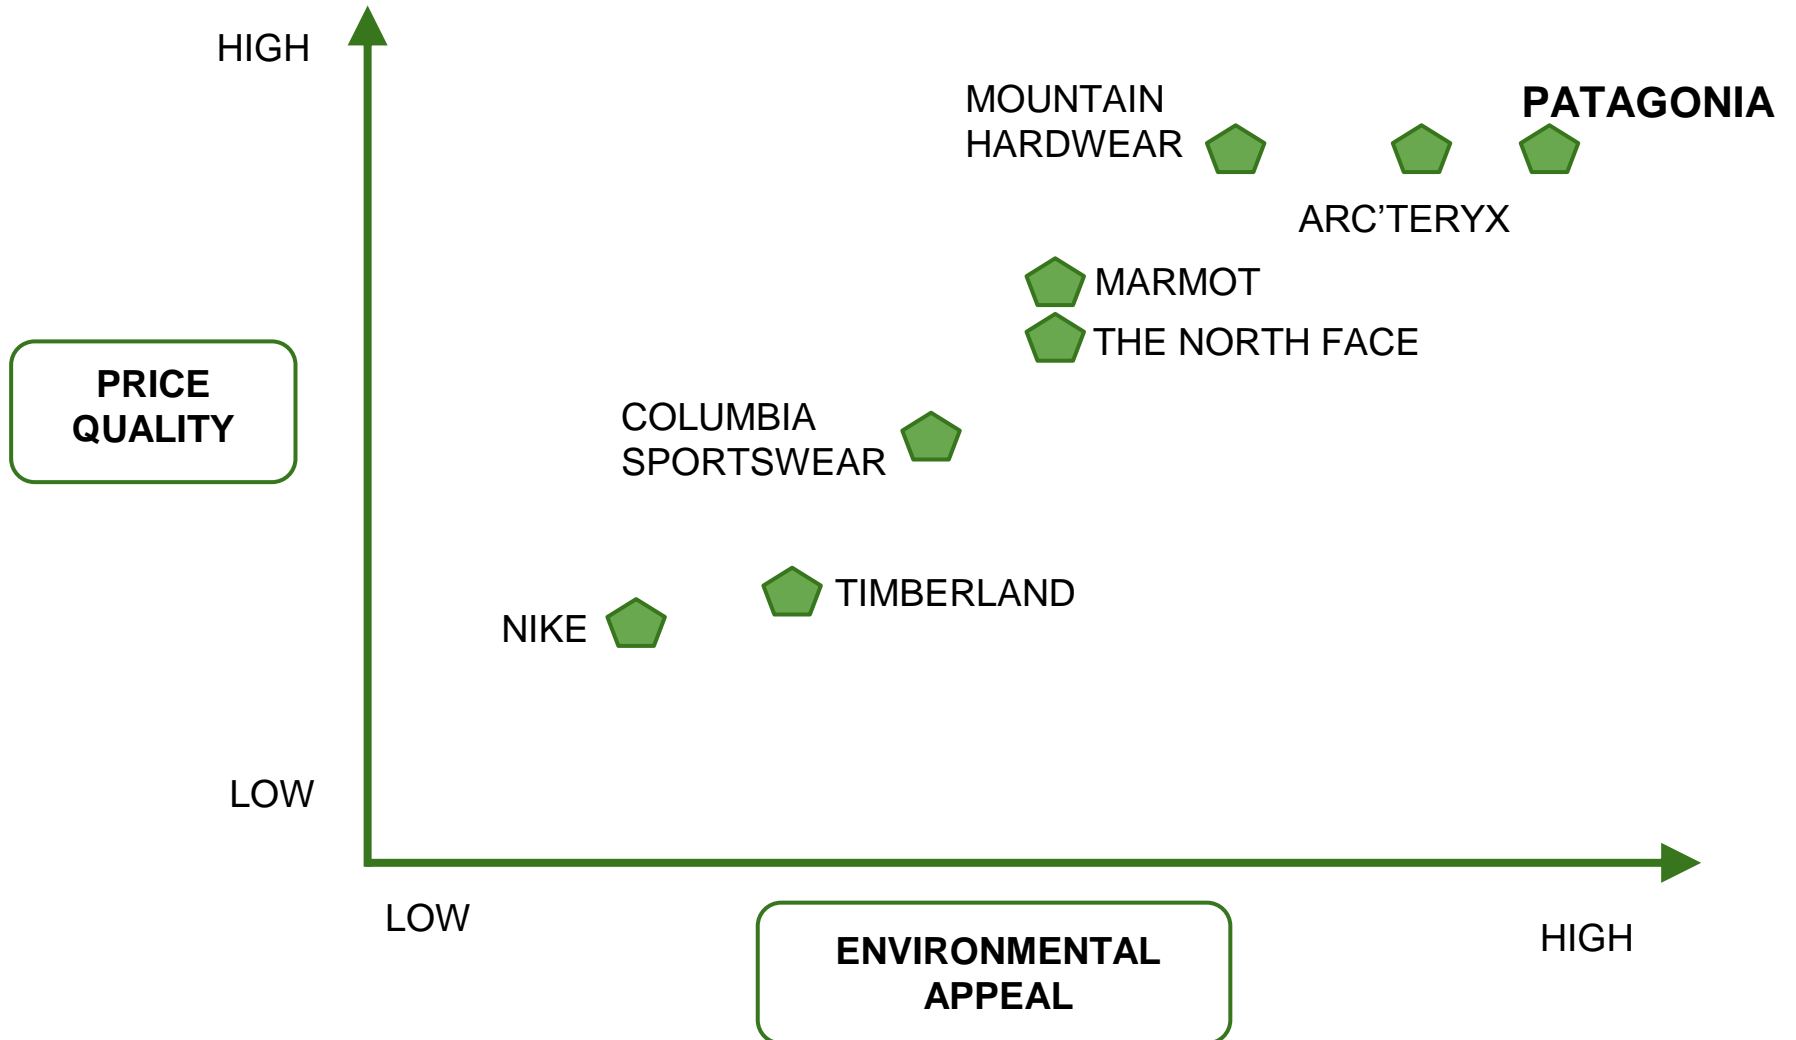 HIGH
MOUNTAIN
HARDWEAR
PATAGONIA
ARC’TERYX
MARMOT
THE NORTH FACE
PRICE
QUALITY
COLUMBIA
SPORTSWEAR
TIMBERLAND
NIKE
LOW
LOW
ENVIRONMENTAL
APPEAL
HIGH